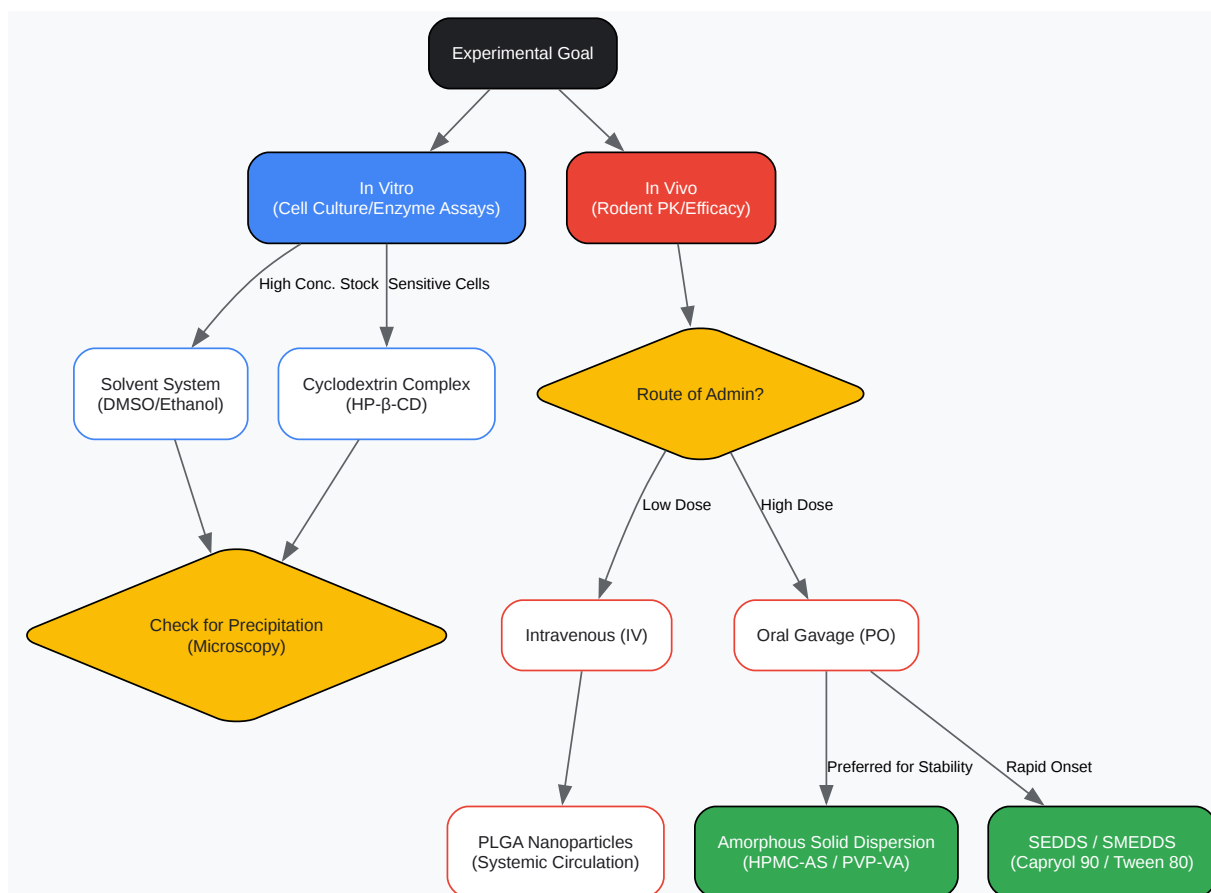 Experimental Goal
In Vitro
(Cell Culture/Enzyme Assays)
In Vivo
(Rodent PK/Efficacy)
High Conc. Stock
Sensitive Cells
Solvent System
(DMSO/Ethanol)
Cyclodextrin Complex
(HP-β-CD)
Route of Admin?
Low Dose
High Dose
Check for Precipitation
(Microscopy)
Intravenous (IV)
Oral Gavage (PO)
Preferred for Stability
Rapid Onset
PLGA Nanoparticles
(Systemic Circulation)
Amorphous Solid Dispersion
(HPMC-AS / PVP-VA)
SEDDS / SMEDDS
(Capryol 90 / Tween 80)